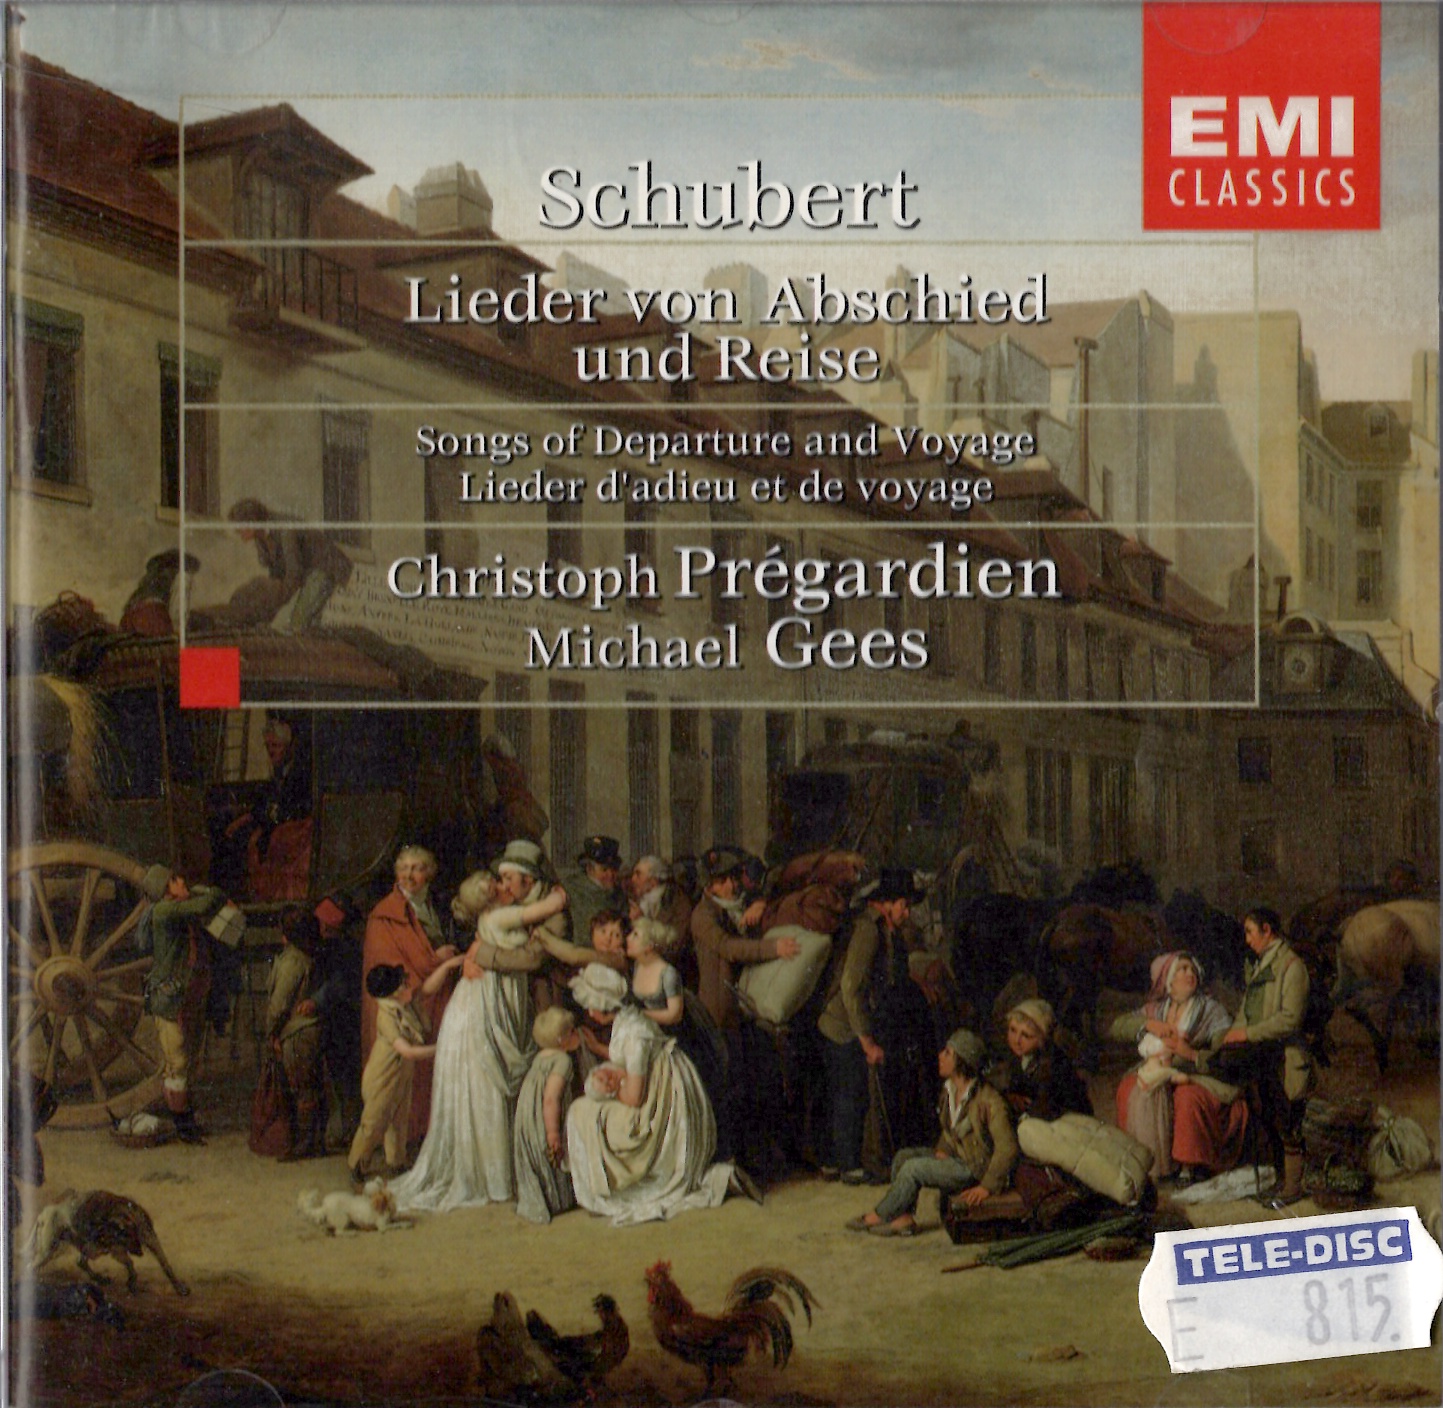 EMI
CLASSICS
Schubert
Lieder von Abschied
und Reise
Songs of Departure and Voyage
Lieder d'adieu et de voyage
Christoph Prégardien
Michael Gees
TELE-DISC
E 815.